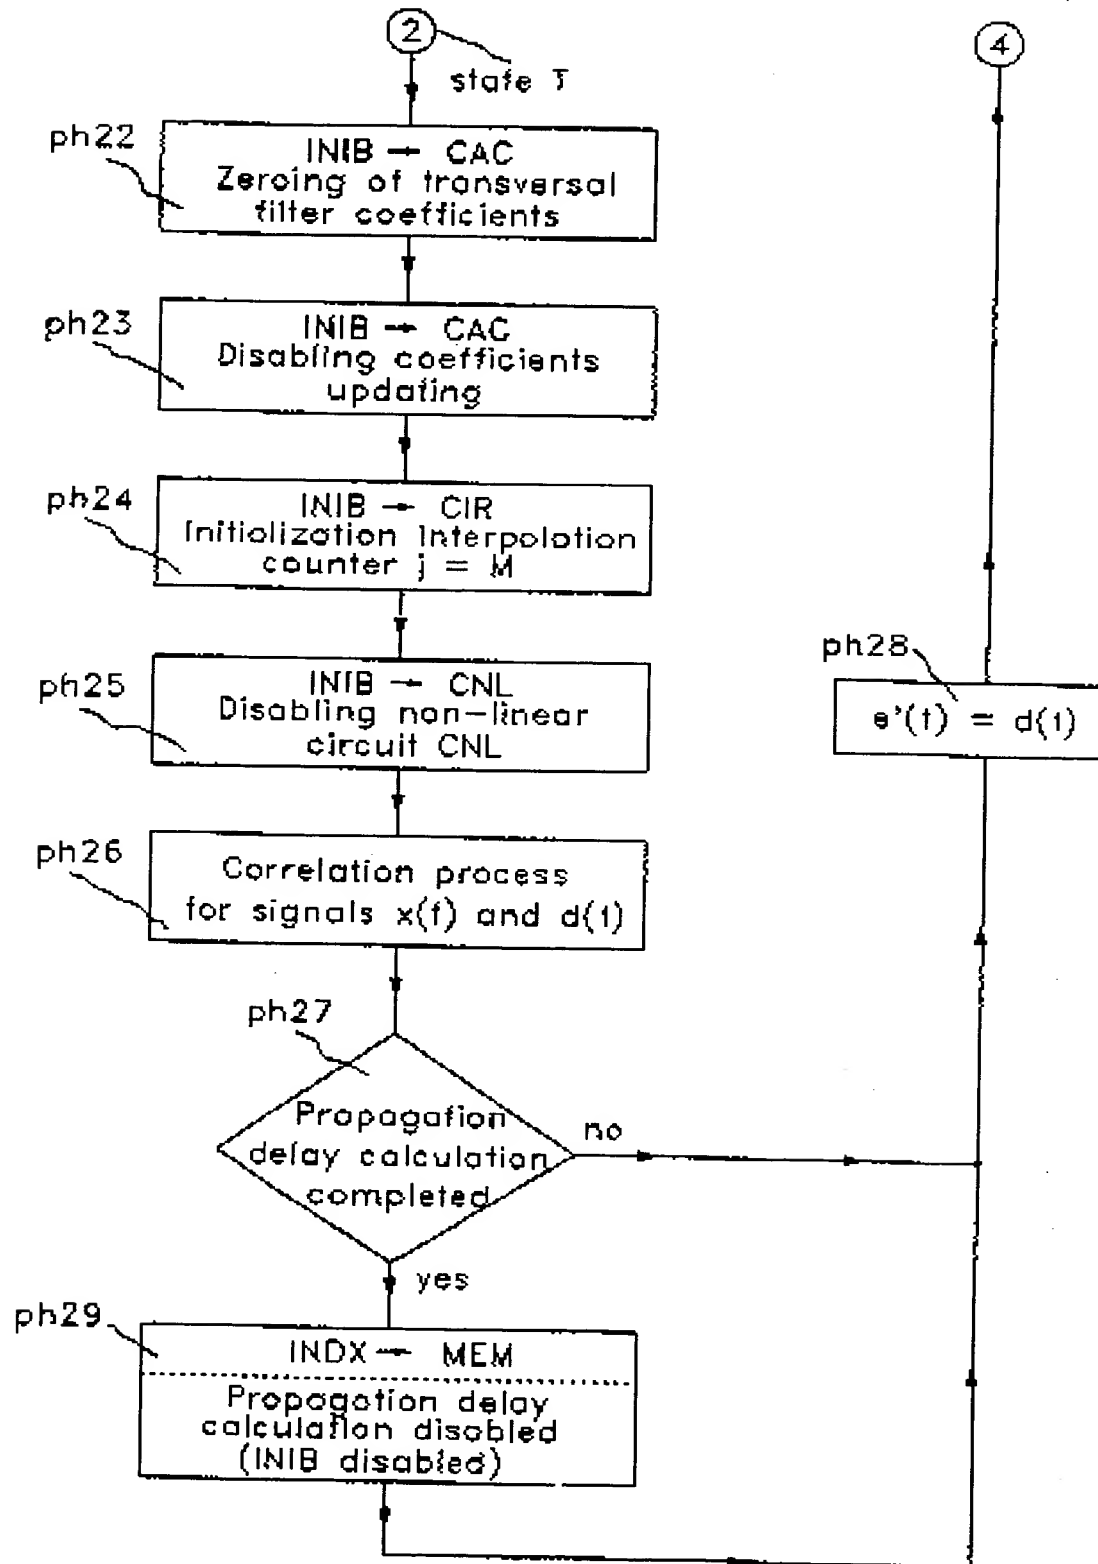 2
4
state T
ph22
INIB → CAC
Zeroing of transversal
filter coefficients
ph23
INIB → CAC
Disabling coefficients
updating
ph24
INIB → CIR
Initialization Interpolation
counter j = M
ph25
INIB → CNL
Disabling non-linear
circuit CNL
ph28
e'(t) = d(t)
ph26
Correlation process
for signals x(t) and d(t)
ph27
Propagation
delay calculation
completed
no
yes
ph29
INDX → MEM
Propagation delay
calculation disabled
(INIB disabled)